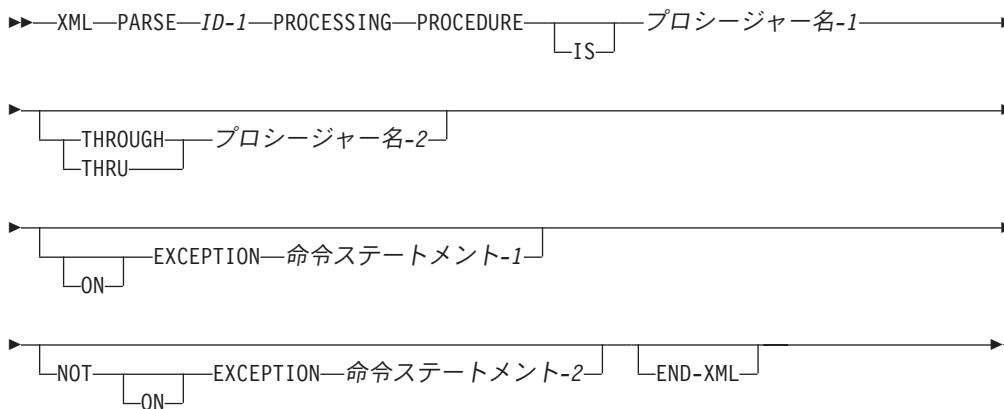 XML PARSE ID-1 PROCESSING PROCEDURE IS プロシージャー名-1
THROUGH プロシージャー名-2
THRU
EXCEPTION 命令ステートメント-1
ON
NOT EXCEPTION 命令ステートメント-2 END-XML
ON